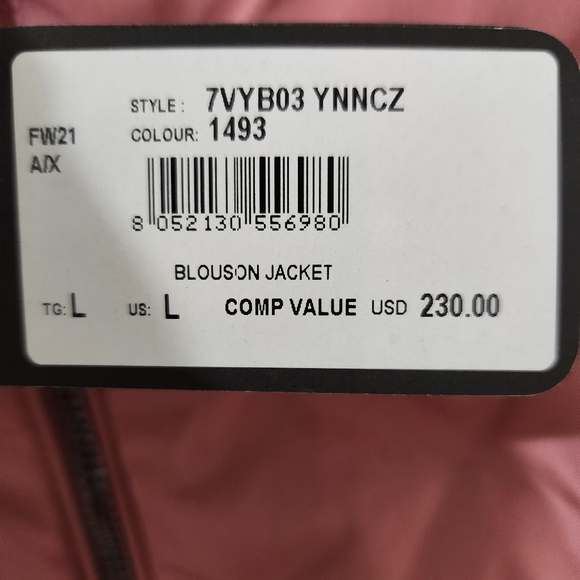 STYLE : 7VYB03 YNNCZ
FW21 COLOUR: 1493
A/X
8 052130 556980
BLOUSON JACKET
TG: L US: L COMP VALUE USD 230.00